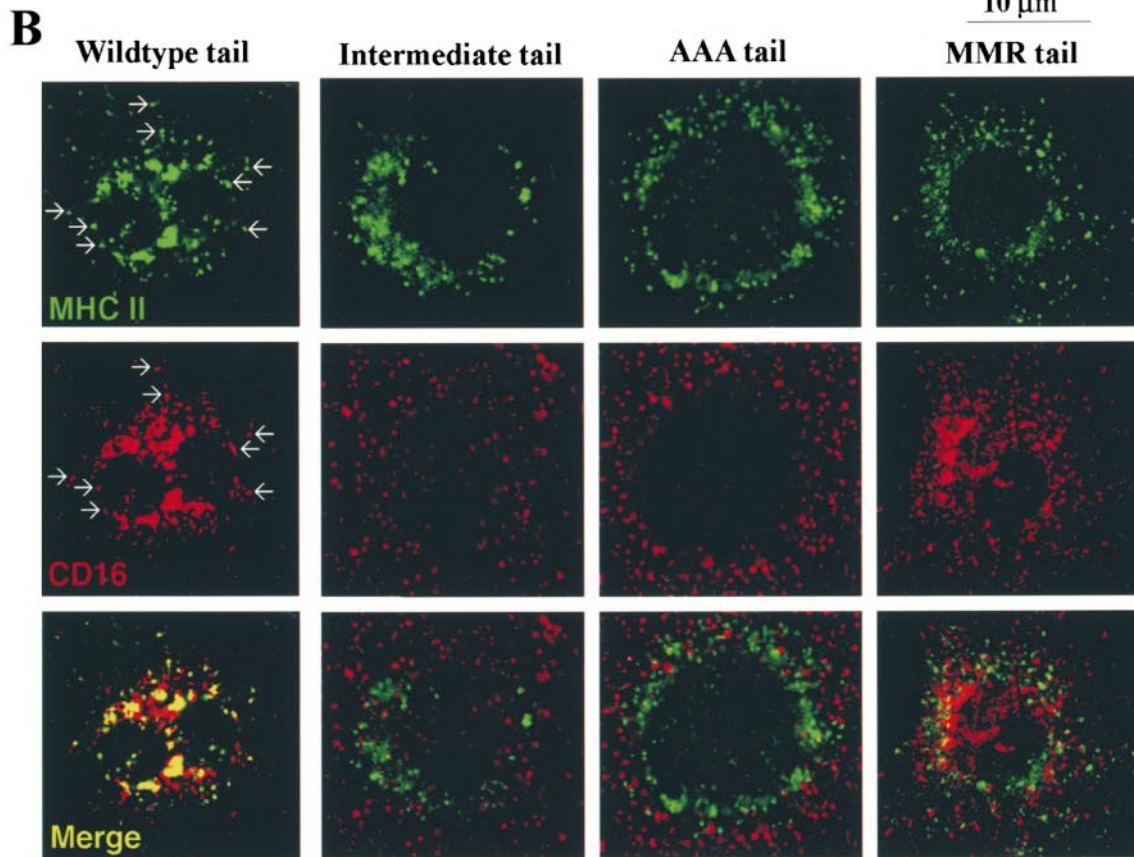 10 μm
B
Wildtype tail
Intermediate tail
AAA tail
MMR tail
MHC II
CD16
Merge